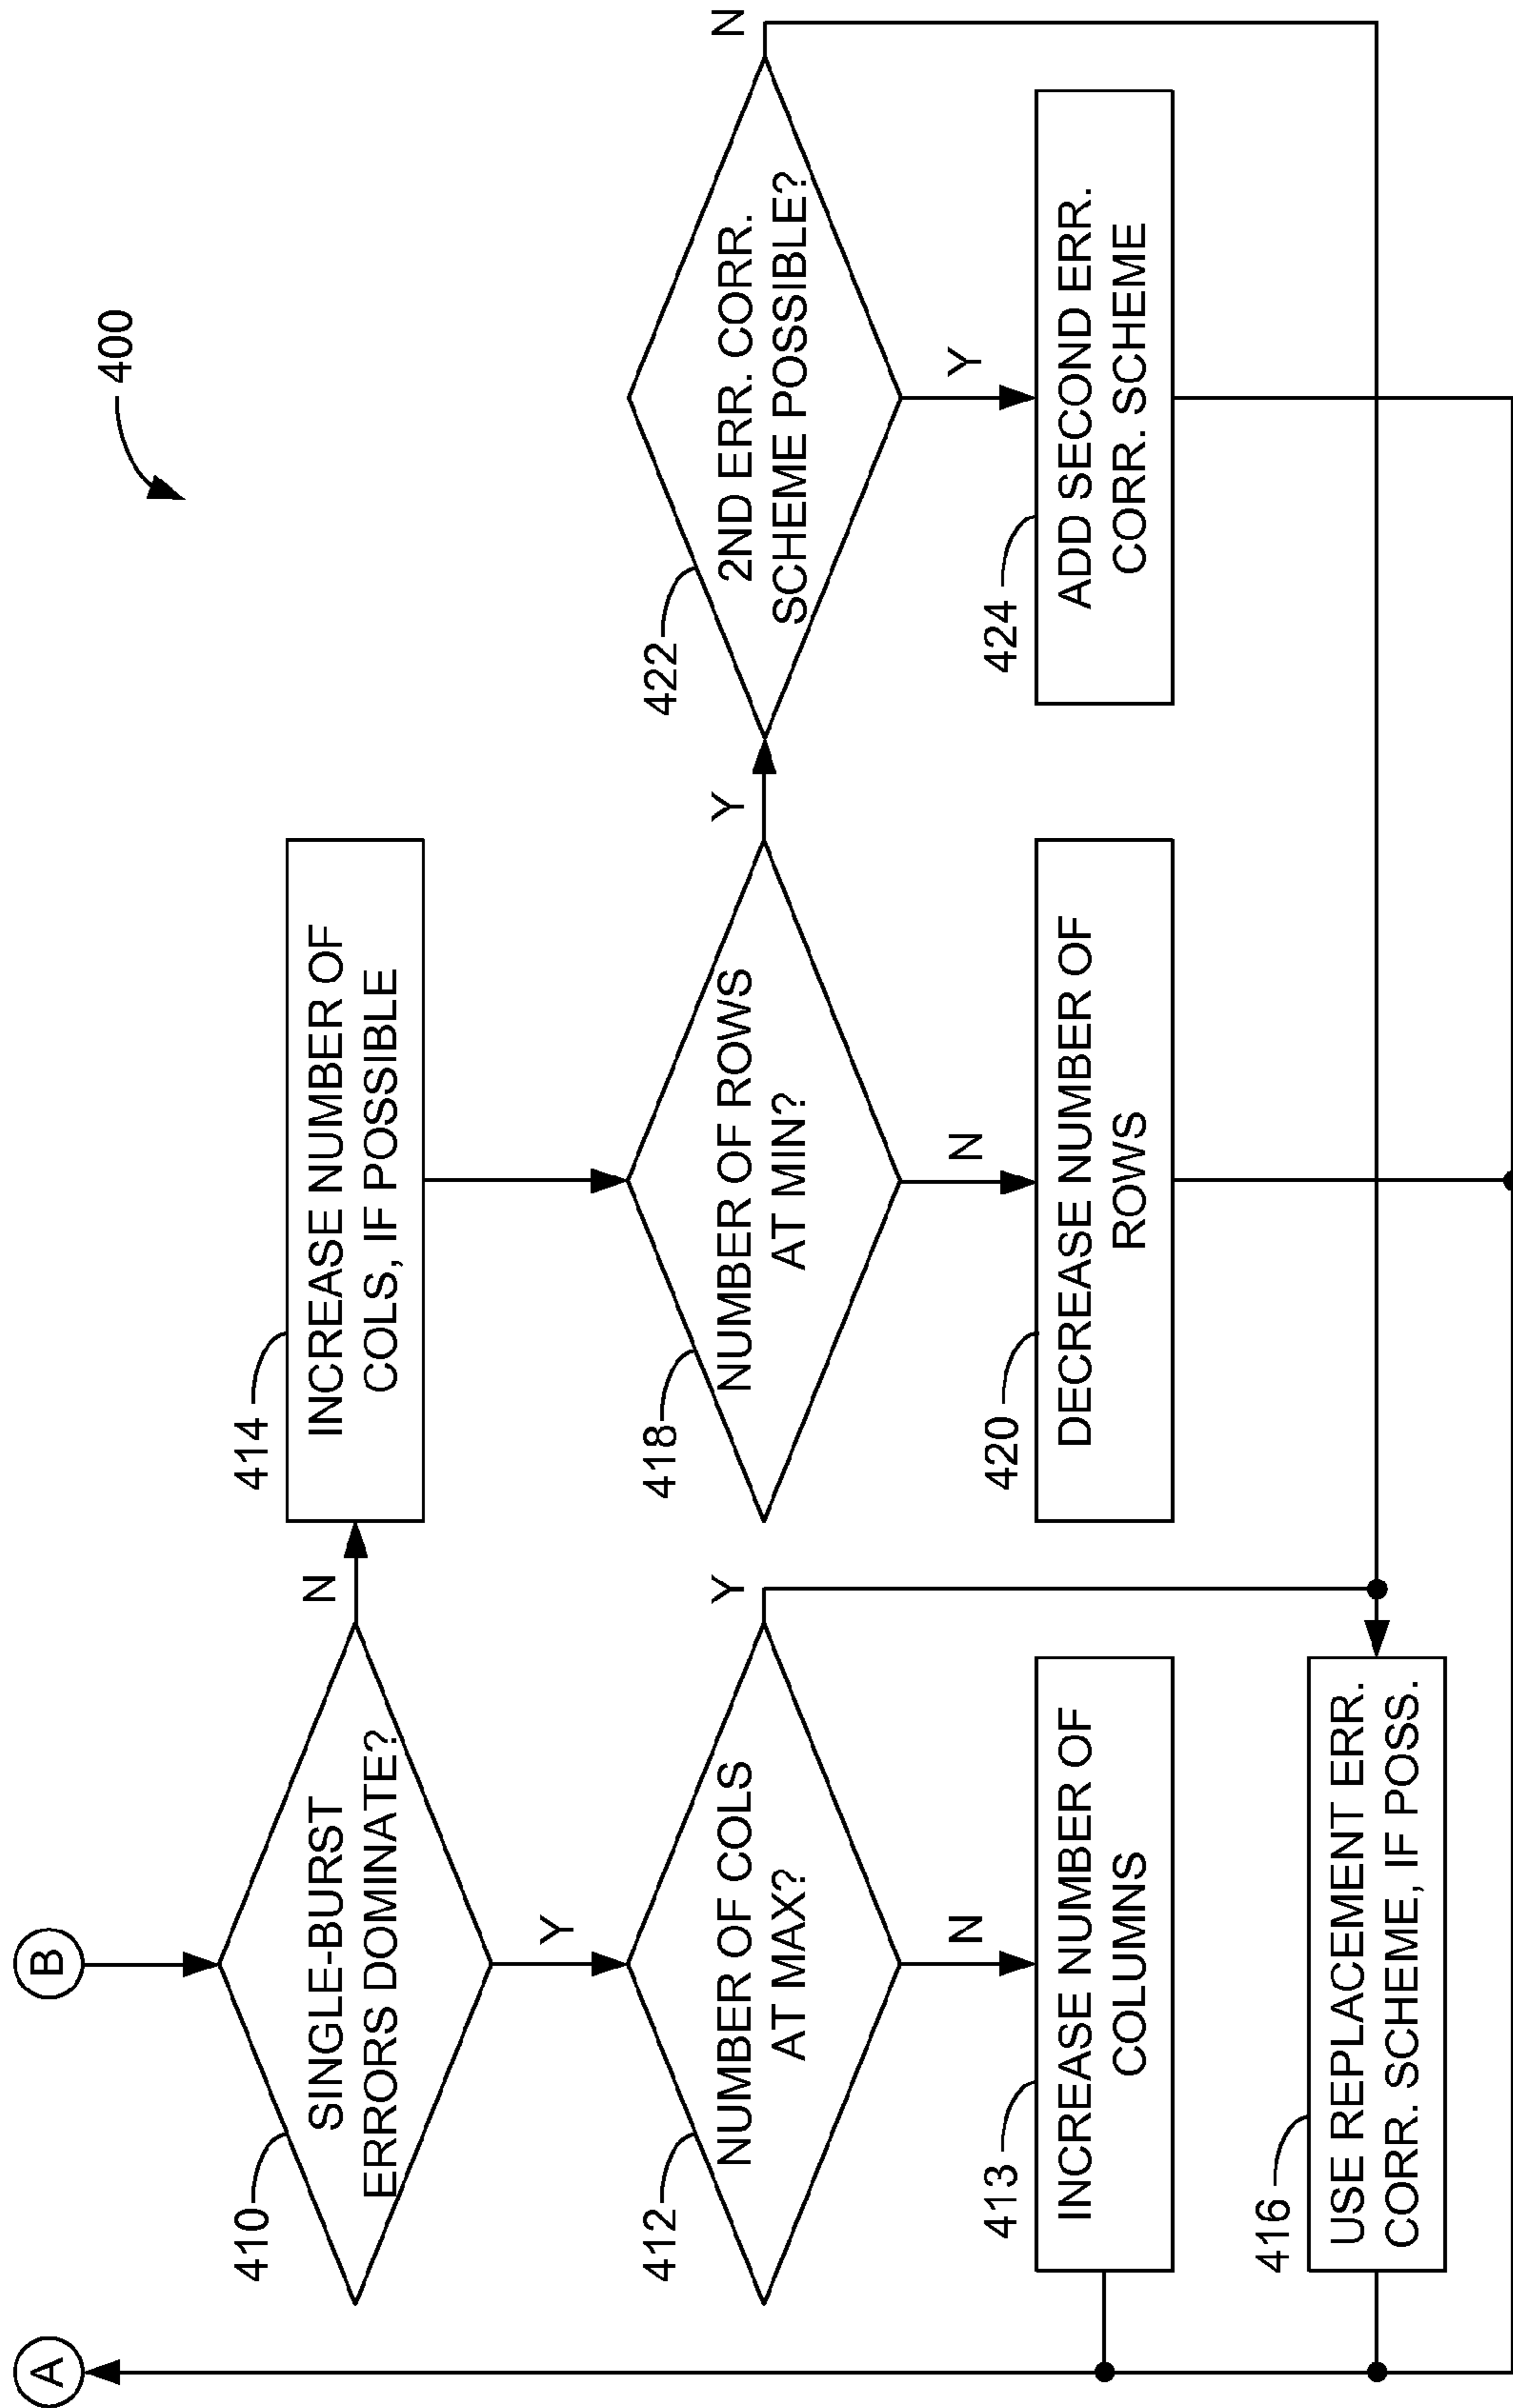 400
A
B
410
SINGLE-BURST
ERRORS DOMINATE?
N
Y
414
INCREASE NUMBER OF
COLS, IF POSSIBLE
412
NUMBER OF COLS
AT MAX?
Y
N
418
NUMBER OF ROWS
AT MIN?
Y
N
422
2ND ERR. CORR.
SCHEME POSSIBLE?
N
Y
413
INCREASE NUMBER OF
COLUMNS
420
DECREASE NUMBER OF
ROWS
424
ADD SECOND ERR.
CORR. SCHEME
416
USE REPLACEMENT ERR.
CORR. SCHEME, IF POSS.